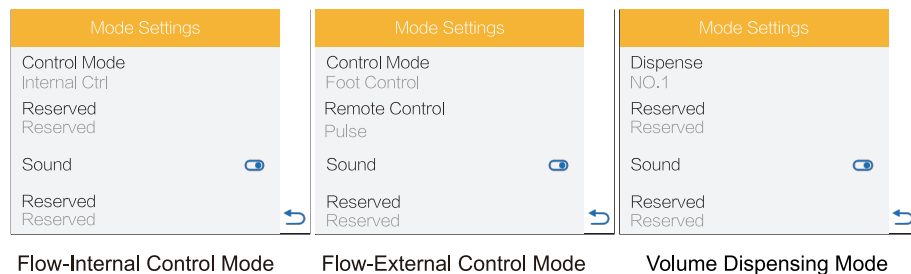 Mode Settings
Control Mode
Internal Ctrl
Reserved
Reserved
Sound
Reserved
Reserved
Flow-Internal Control Mode
Mode Settings
Control Mode
Foot Control
Remote Control
Pulse
Sound
Reserved
Reserved
Flow-External Control Mode
Mode Settings
Dispense
NO.1
Reserved
Reserved
Sound
Reserved
Reserved
Volume Dispensing Mode